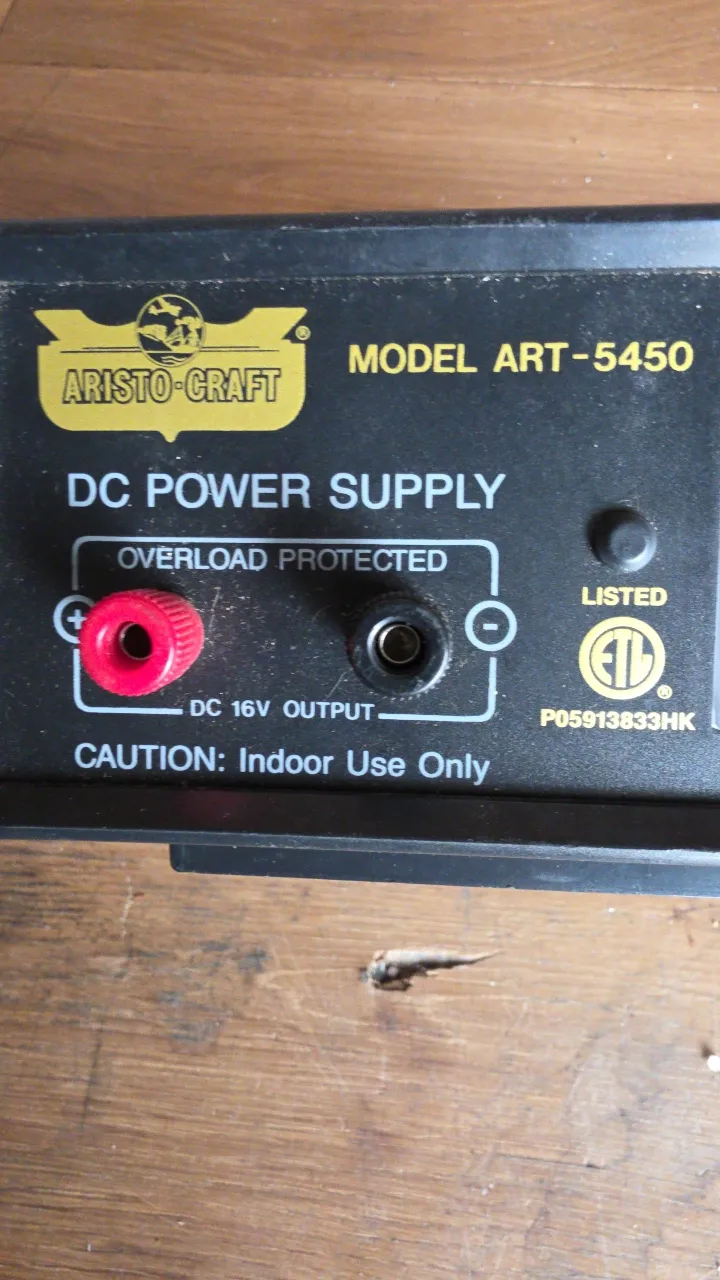 ARISTO-CRAFT ®
MODEL ART-5450
DC POWER SUPPLY
OVERLOAD PROTECTED
+ -
DC 16V OUTPUT
CAUTION: Indoor Use Only
LISTED
ETL ®
P05913833HK